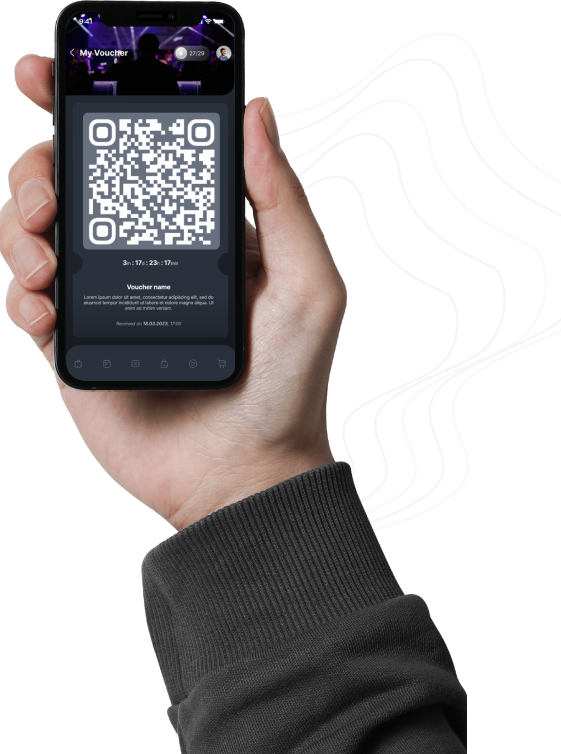 9:41
My Voucher
27/29
3m : 17d : 23h : 17min
Voucher name
Lorem ipsum dolor sit amet, consectetur adipiscing elit, sed do
eiusmod tempor incididunt ut labore et dolore magna aliqua. Ut
enim ad minim veniam.
Received on 18.03.2023, 17:00